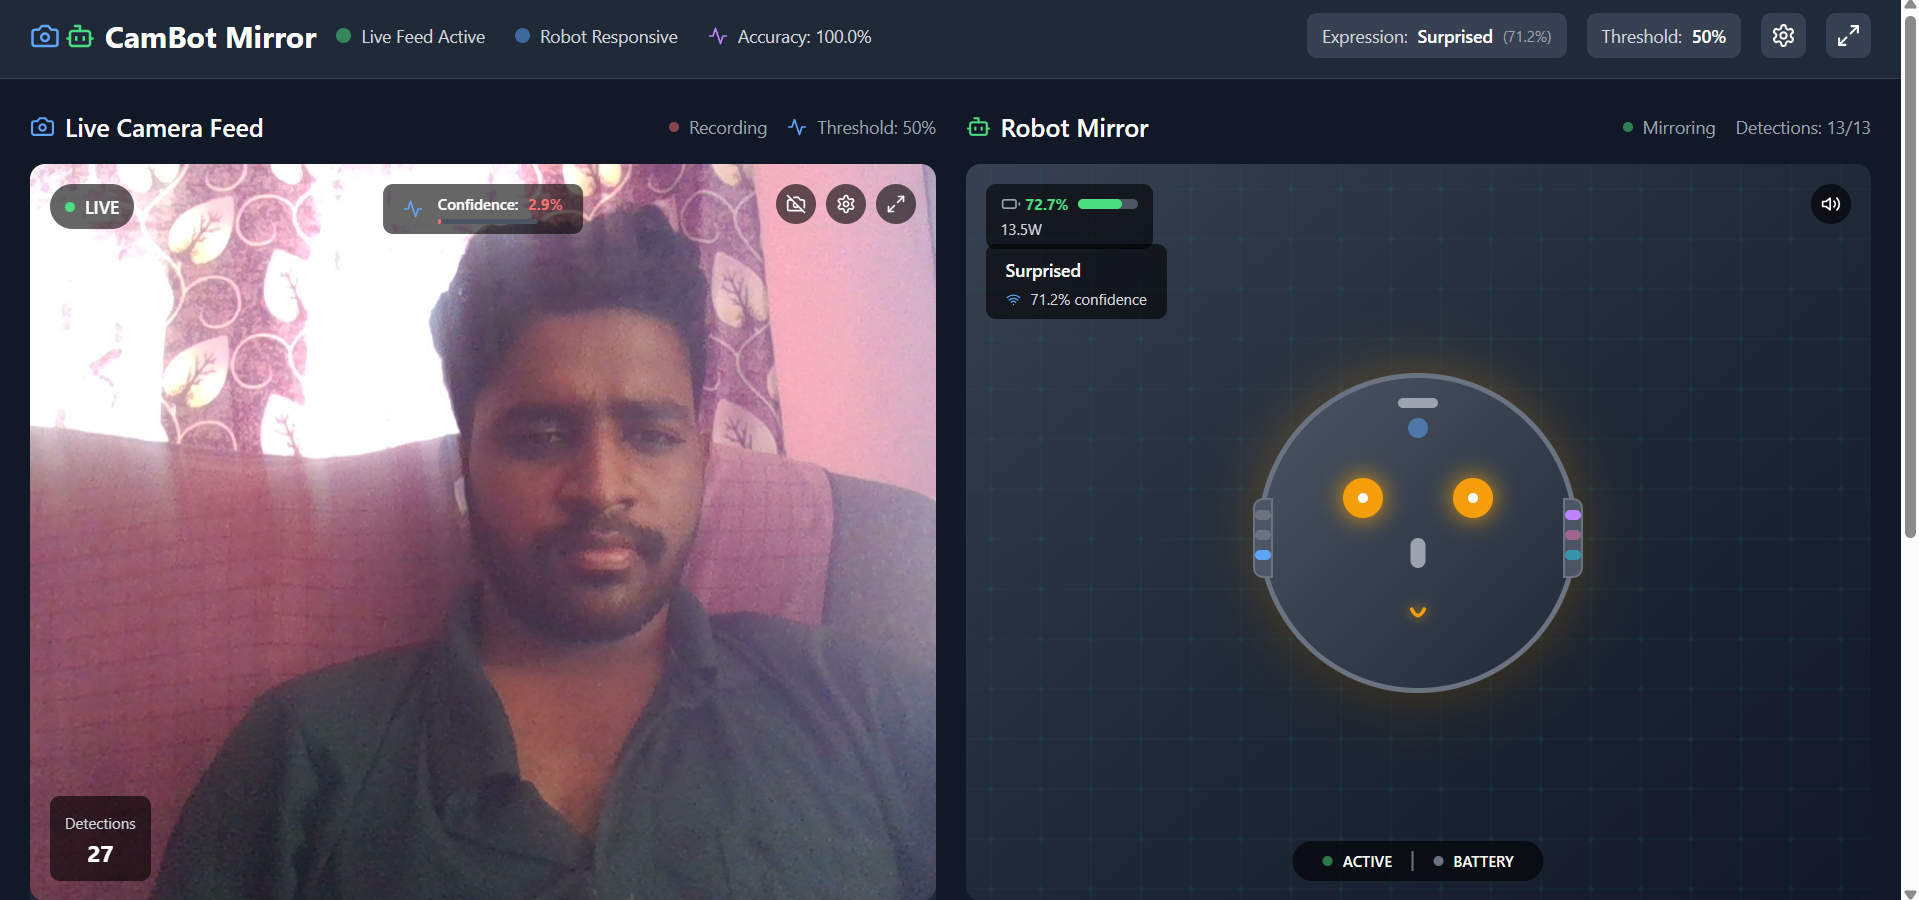 CamBot Mirror
Live Feed Active
Robot Responsive
Accuracy: 100.0%
Expression: Surprised (71.2%)
Threshold: 50%
Live Camera Feed
Recording
Threshold: 50%
LIVE
Confidence: 2.9%
Detections
27
Robot Mirror
Mirroring
Detections: 13/13
72.7%
13.5W
Surprised
71.2% confidence
ACTIVE | BATTERY